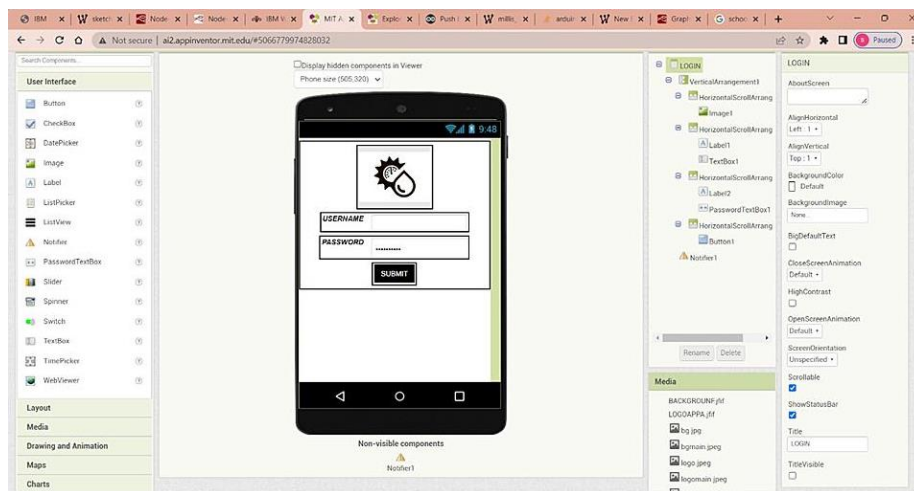 IBM
sketch
Node
Node
IBM W
MIT A
Explo
Push
millis
arduin
New
Graph
schoo
Not secure
ai2.appinventor.mit.edu/#5066779974828032
Paused
Search Components...
User Interface
Button
CheckBox
DatePicker
Image
Label
ListPicker
ListView
Notifier
PasswordTextBox
Slider
Spinner
Switch
TextBox
TimePicker
WebViewer
Layout
Media
Drawing and Animation
Maps
Charts
Display hidden components in Viewer
Phone size (505,320)
9:48
USERNAME
PASSWORD
SUBMIT
Non-visible components
Notifier1
LOGIN
VerticalArrangement1
HorizontalScrollArrang
Image1
HorizontalScrollArrang
Label1
TextBox1
HorizontalScrollArrang
Label2
PasswordTextBox1
HorizontalScrollArrang
Button1
Notifier1
Rename Delete
Media
BACKGROUNF.jfif
LOGOAPPA.jfif
bg.jpg
bgmain.jpeg
logo.jpeg
logomain.jpeg
LOGIN
AboutScreen
AlignHorizontal
Left : 1
AlignVertical
Top : 1
BackgroundColor
Default
BackgroundImage
None...
BigDefaultText
CloseScreenAnimation
Default
HighContrast
OpenScreenAnimation
Default
ScreenOrientation
Unspecified
Scrollable
ShowStatusBar
Title
LOGIN
TitleVisible